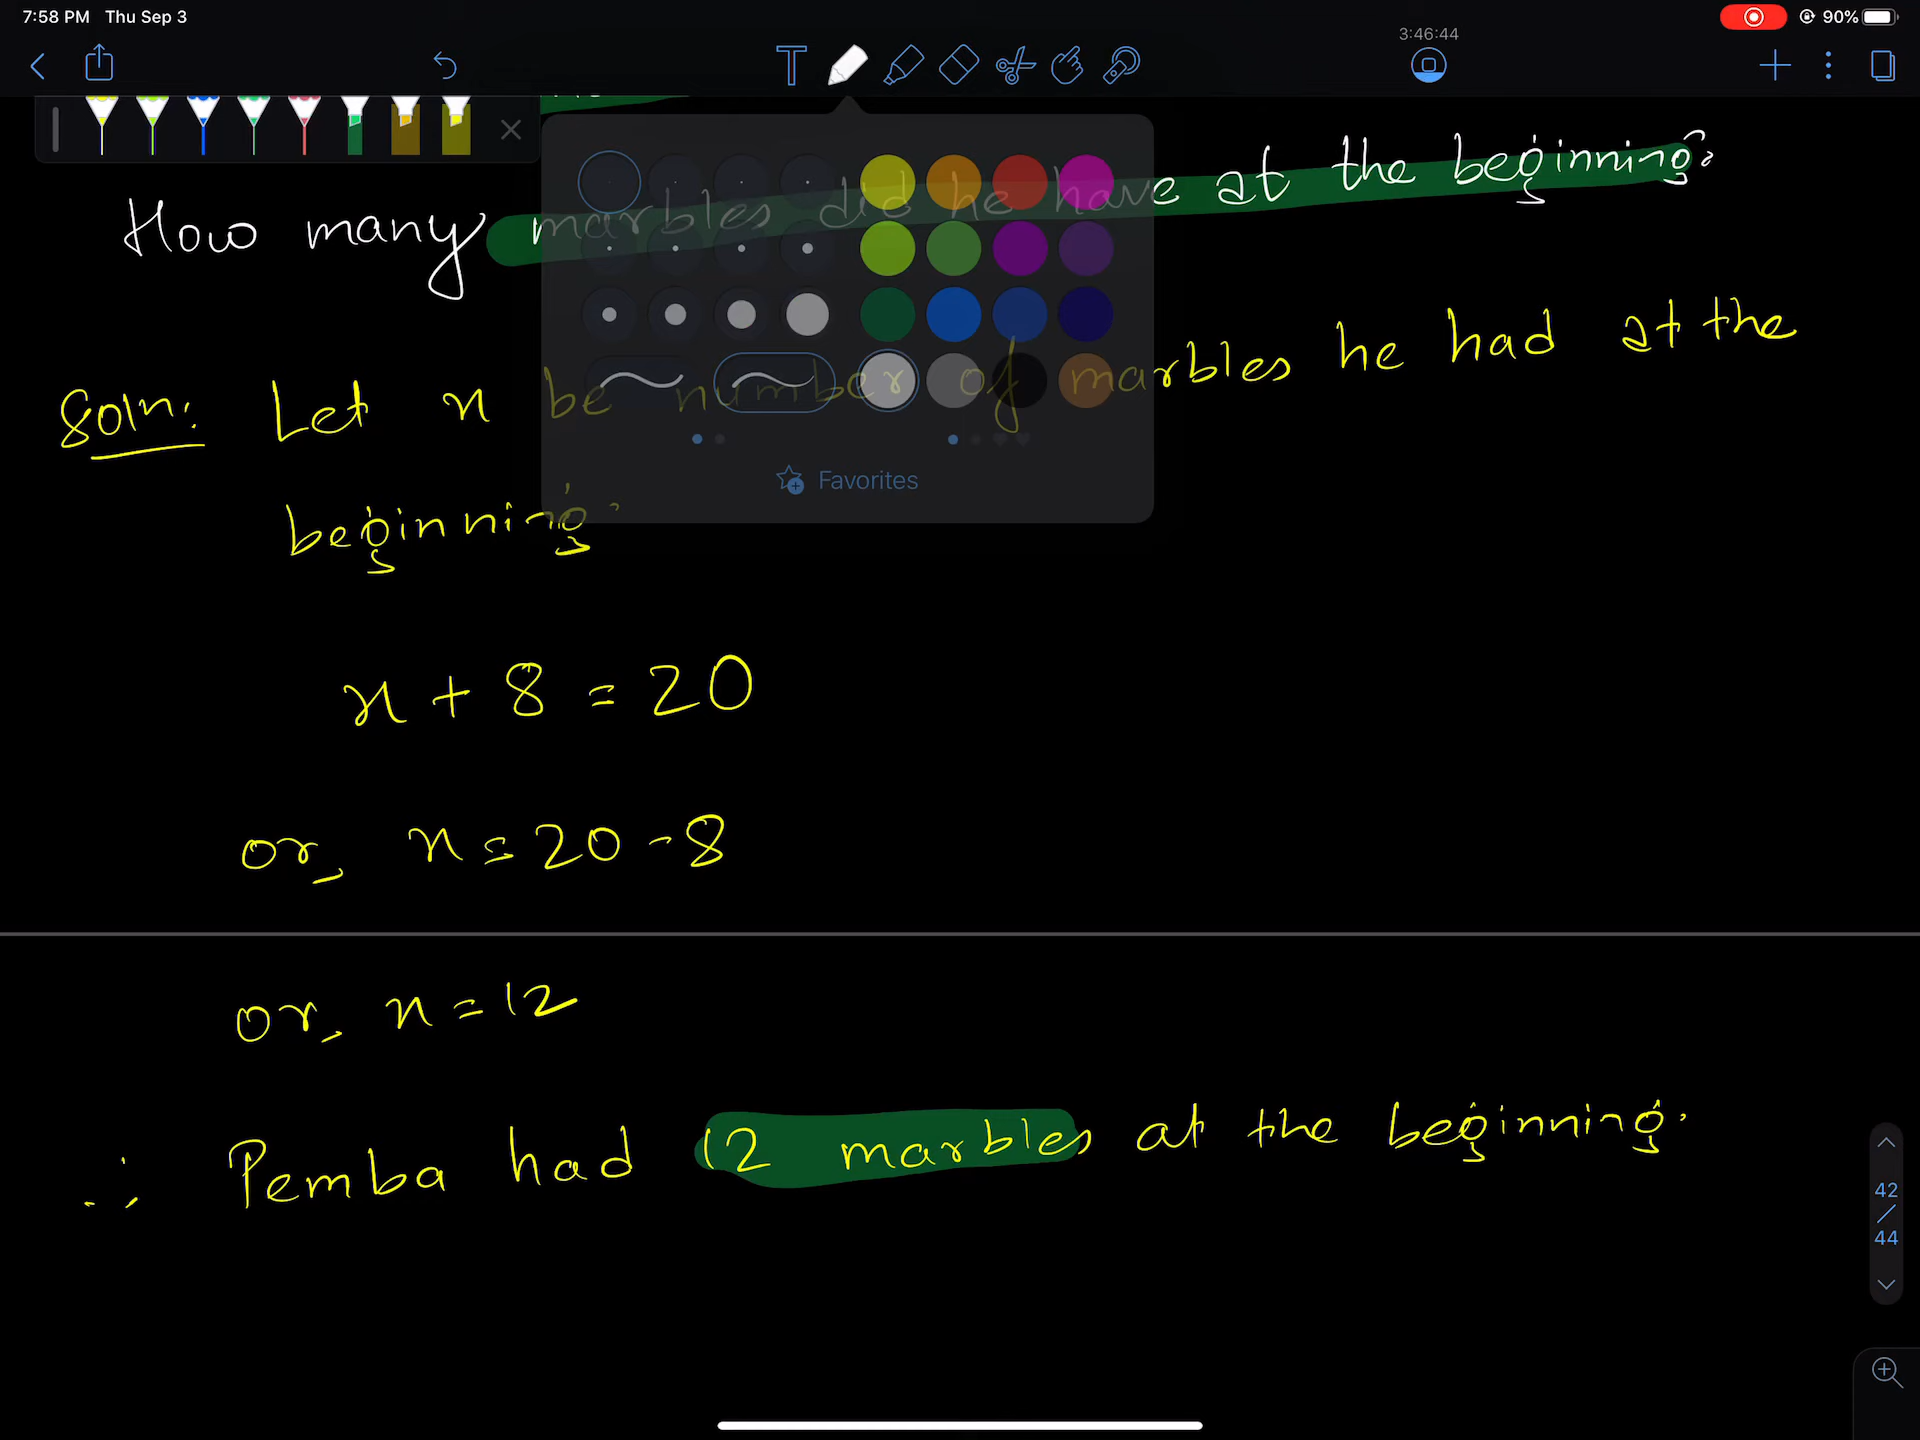 7:58 PM Thu Sep 3
90%
3:46:44
How many marbles did he have at the beginning?
Soln: Let x be number of marbles he had at the
beginning.
Favorites
x + 8 = 20
or, x = 20 - 8
or, x = 12
∴ Pemba had 12 marbles at the beginning.
42
/
44